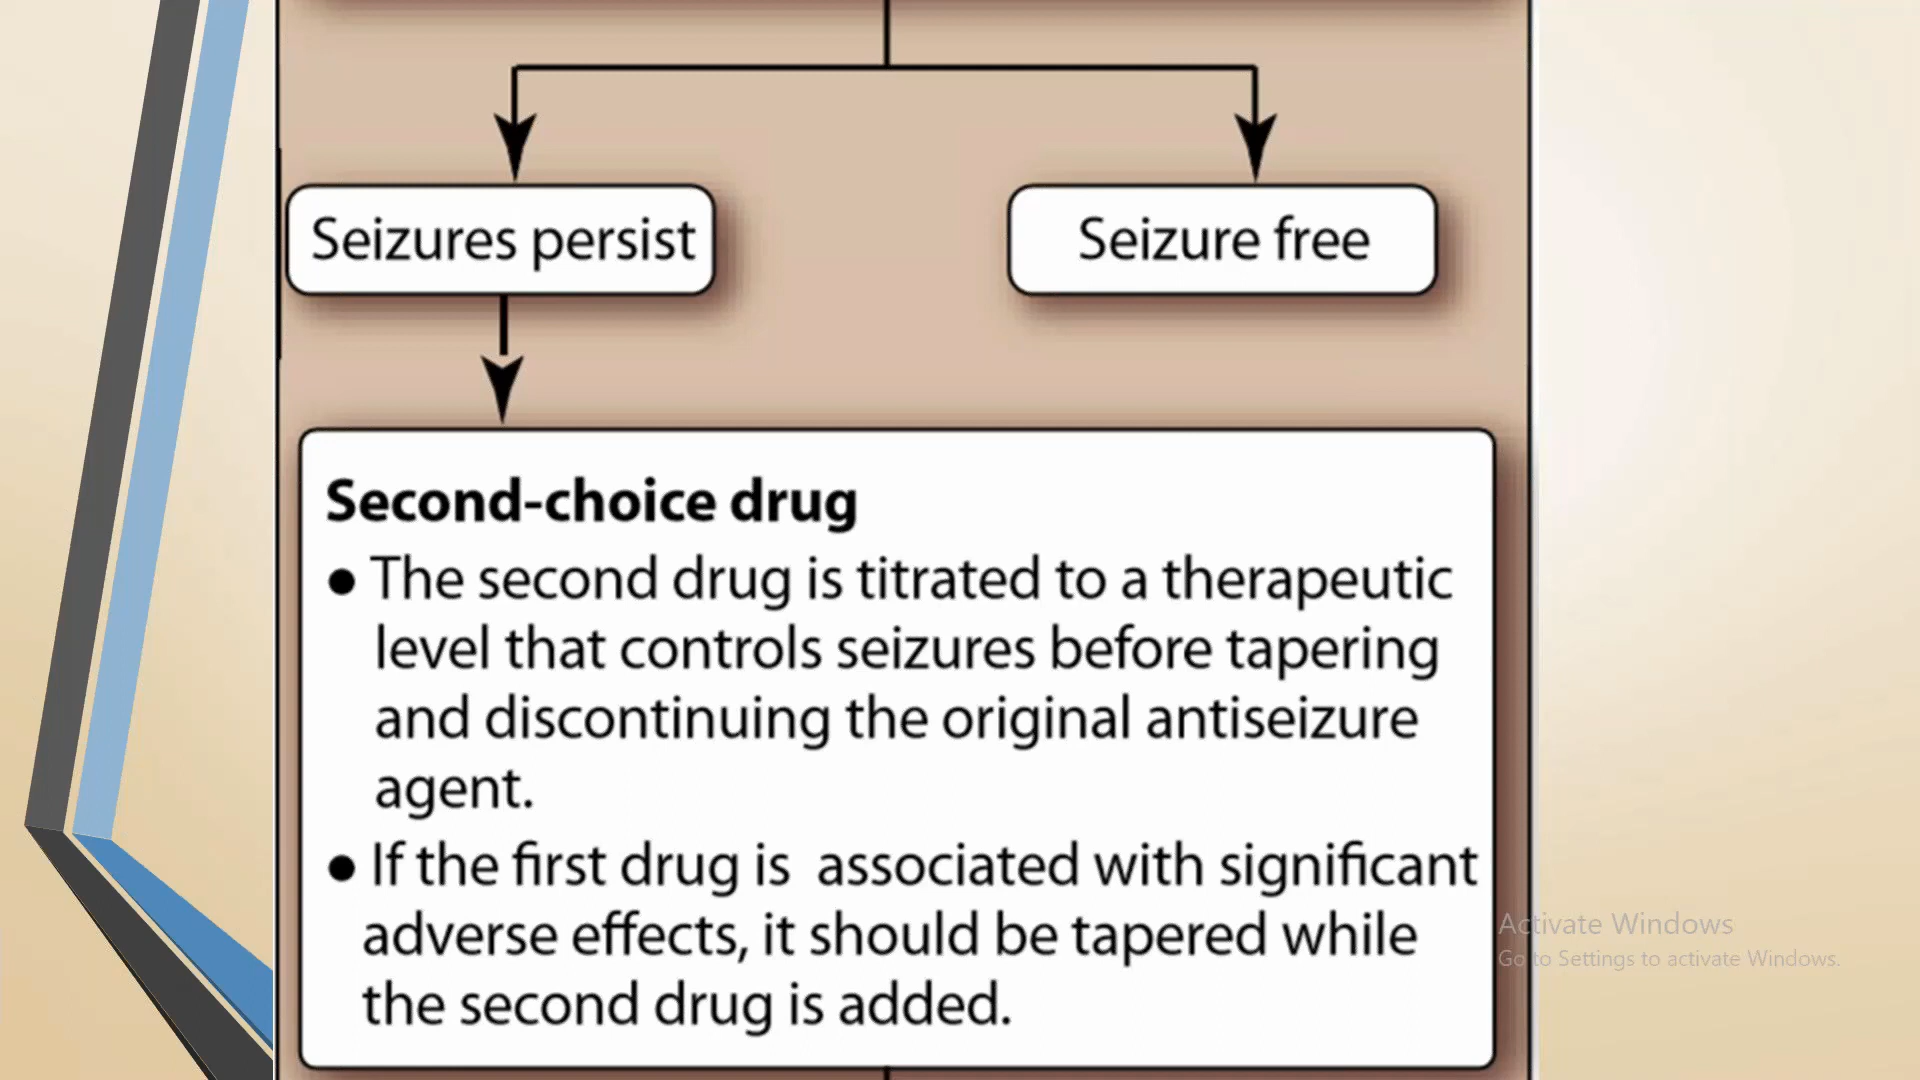 Seizures persist
Seizure free
Second-choice drug
● The second drug is titrated to a therapeutic
level that controls seizures before tapering
and discontinuing the original antiseizure
agent.
● If the first drug is  associated with significant
adverse effects, it should be tapered while
the second drug is added.
Activate Windows
Go to Settings to activate Windows.